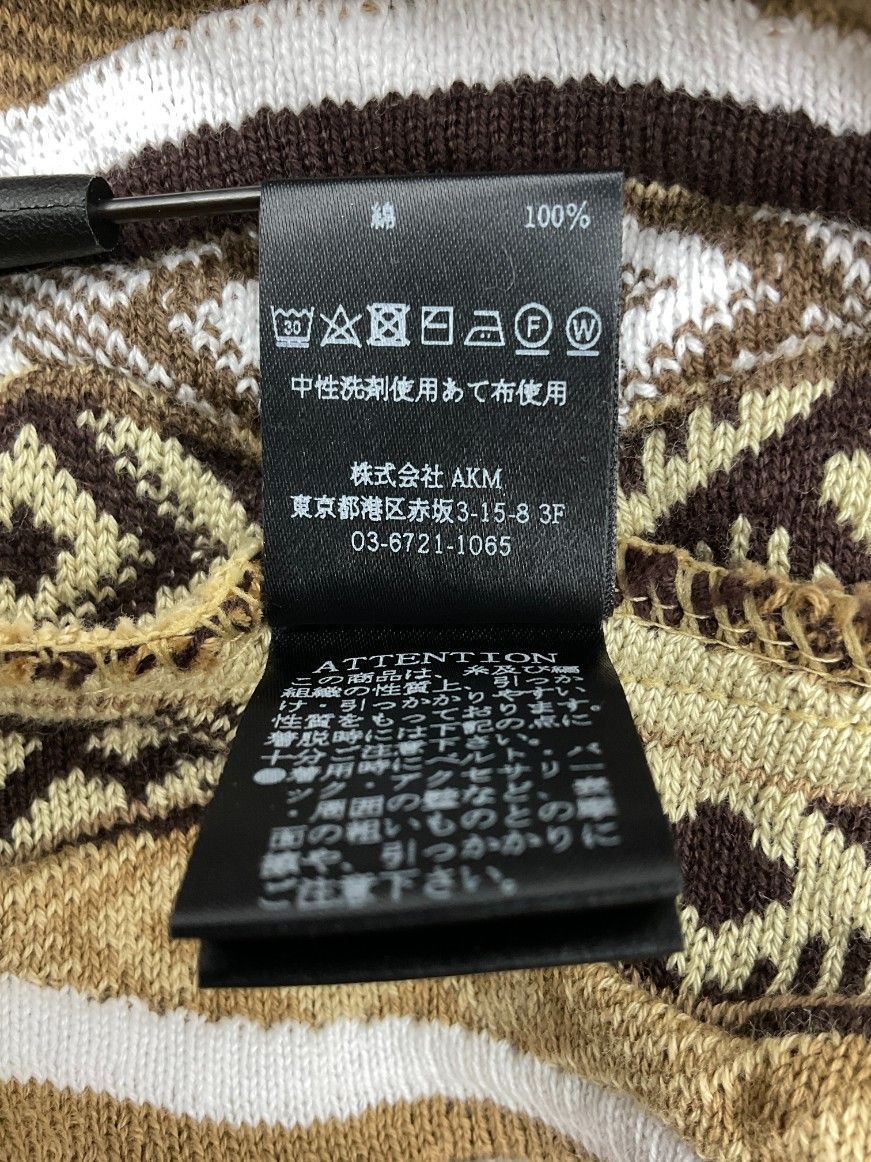 綿 100%
30 F W
中性洗剤使用あて布使用
株式会社 AKM
東京都港区赤坂3-15-8 3F
03-6721-1065
ATTENTION
この商品は、糸及び編
組織の性質上、引っか
け・引っかかりやすい
性質をもっております。
着脱時には下記の点に
十分ご注意下さい。
●着用時にアクセサリー
ック・周囲の壁など
面の粗いものとの摩
擦や、引っかかりに
ご注意下さい。